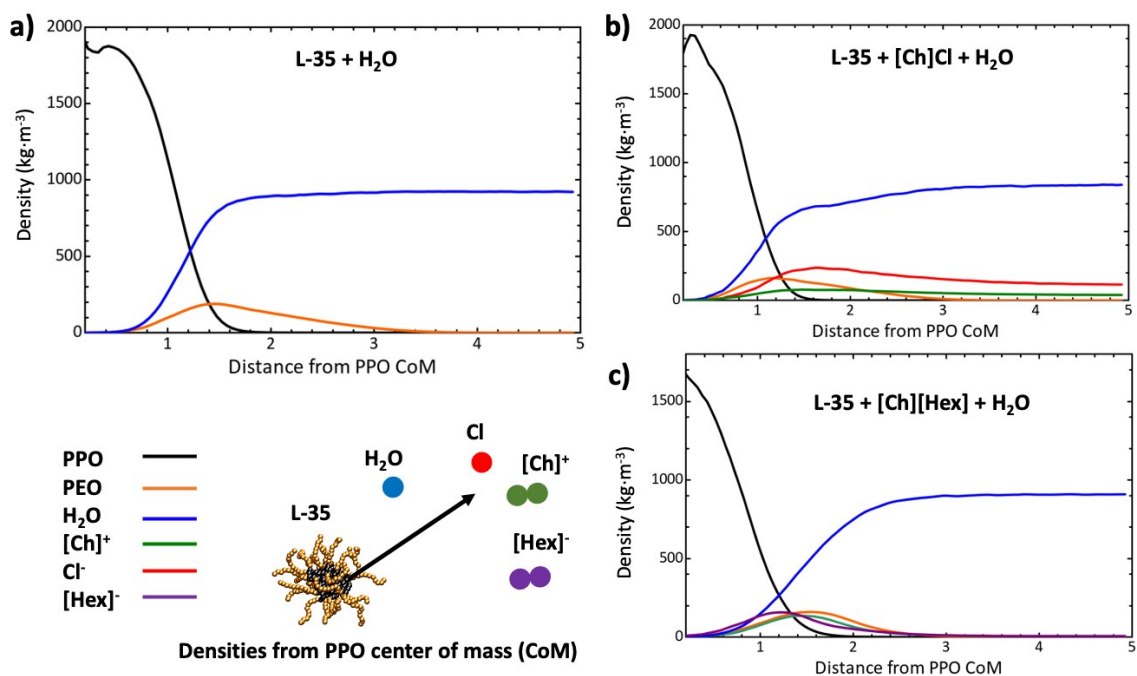 a)
L-35 + H₂O
Density (kg·m⁻³)
2000
1500
1000
500
0
1
2
3
4
5
Distance from PPO CoM
b)
L-35 + [Ch]Cl + H₂O
Density (kg·m⁻³)
2000
1500
1000
500
0
1
2
3
4
5
Distance from PPO CoM
c)
L-35 + [Ch][Hex] + H₂O
Density (kg·m⁻³)
1500
1000
500
0
1
2
3
4
5
Distance from PPO CoM
PPO
PEO
H₂O
[Ch]⁺
Cl⁻
[Hex]⁻
L-35
H₂O
Cl
[Ch]⁺
[Hex]⁻
Densities from PPO center of mass (CoM)